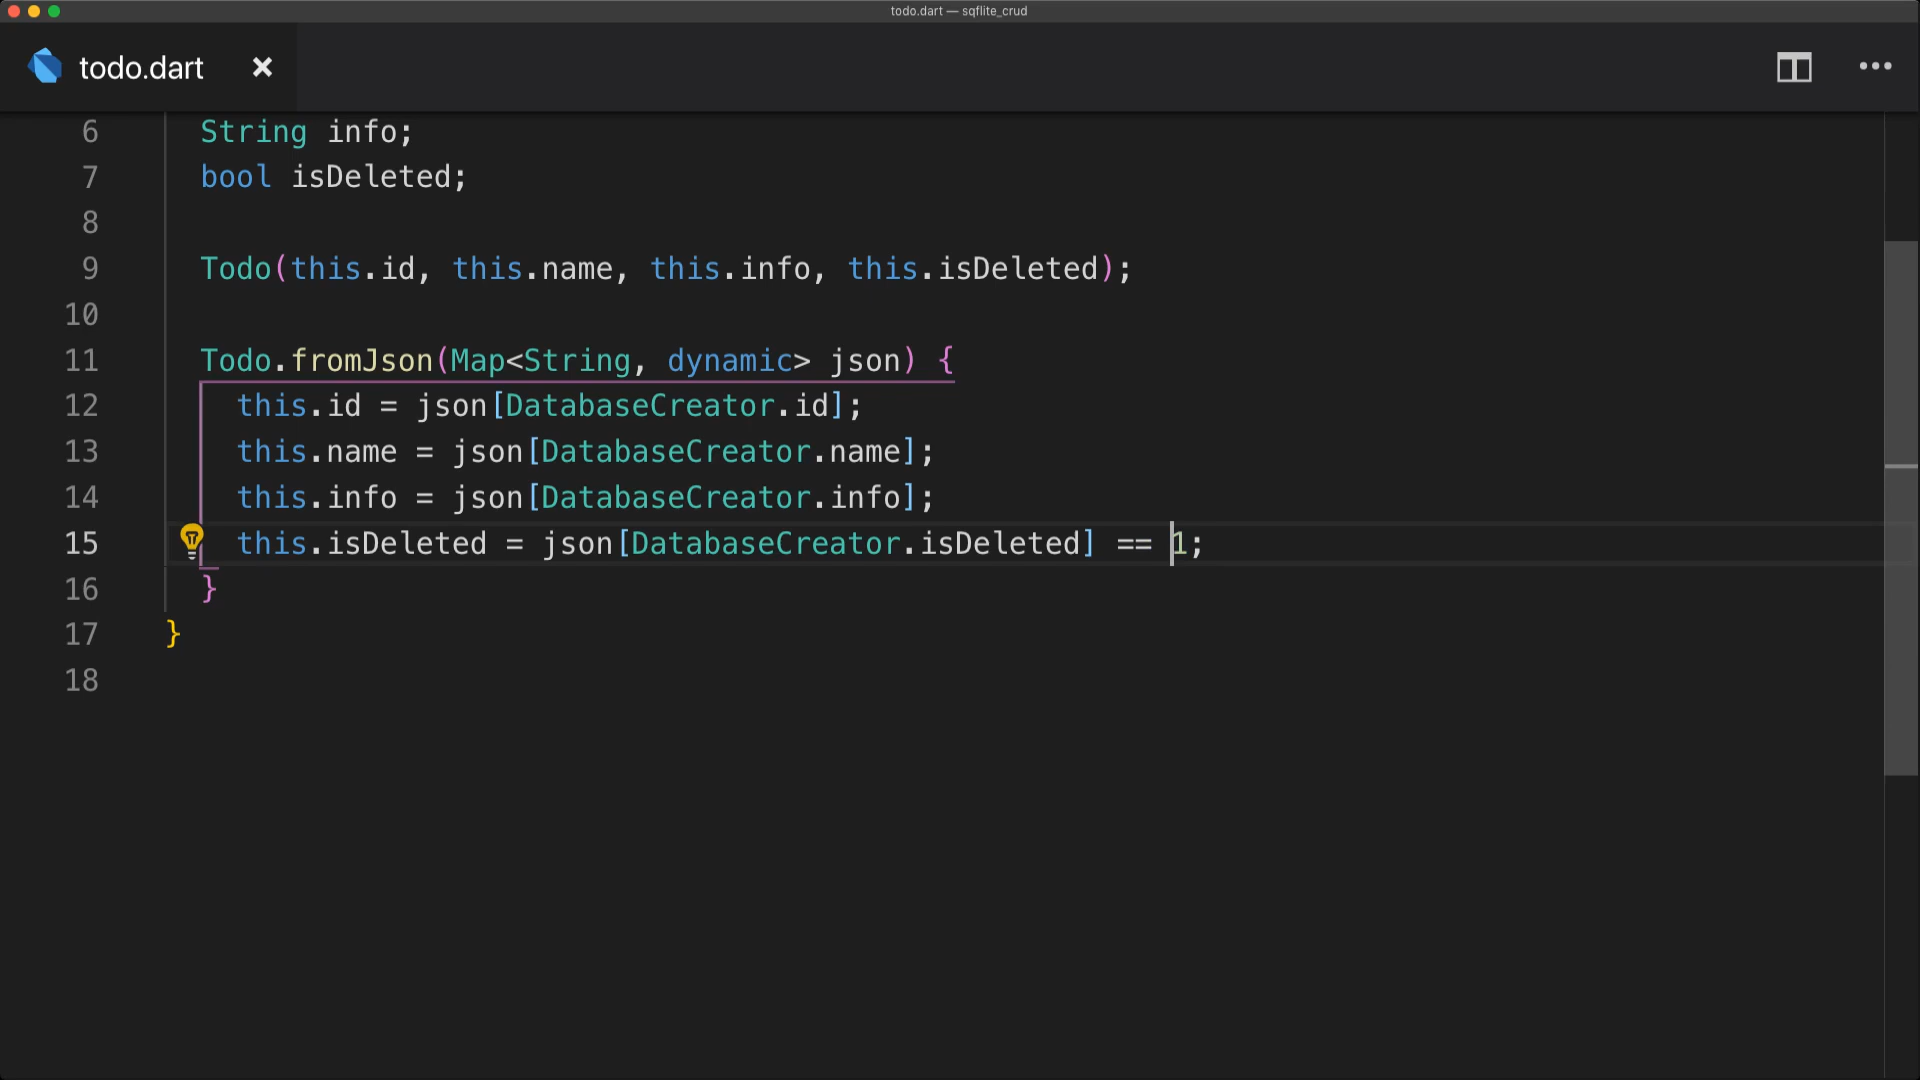 todo.dart — sqflite_crud
todo.dart
6 String info;
7 bool isDeleted;
8
9 Todo(this.id, this.name, this.info, this.isDeleted);
10
11 Todo.fromJson(Map<String, dynamic> json) {
12 this.id = json[DatabaseCreator.id];
13 this.name = json[DatabaseCreator.name];
14 this.info = json[DatabaseCreator.info];
15 this.isDeleted = json[DatabaseCreator.isDeleted] == 1;
16 }
17 }
18